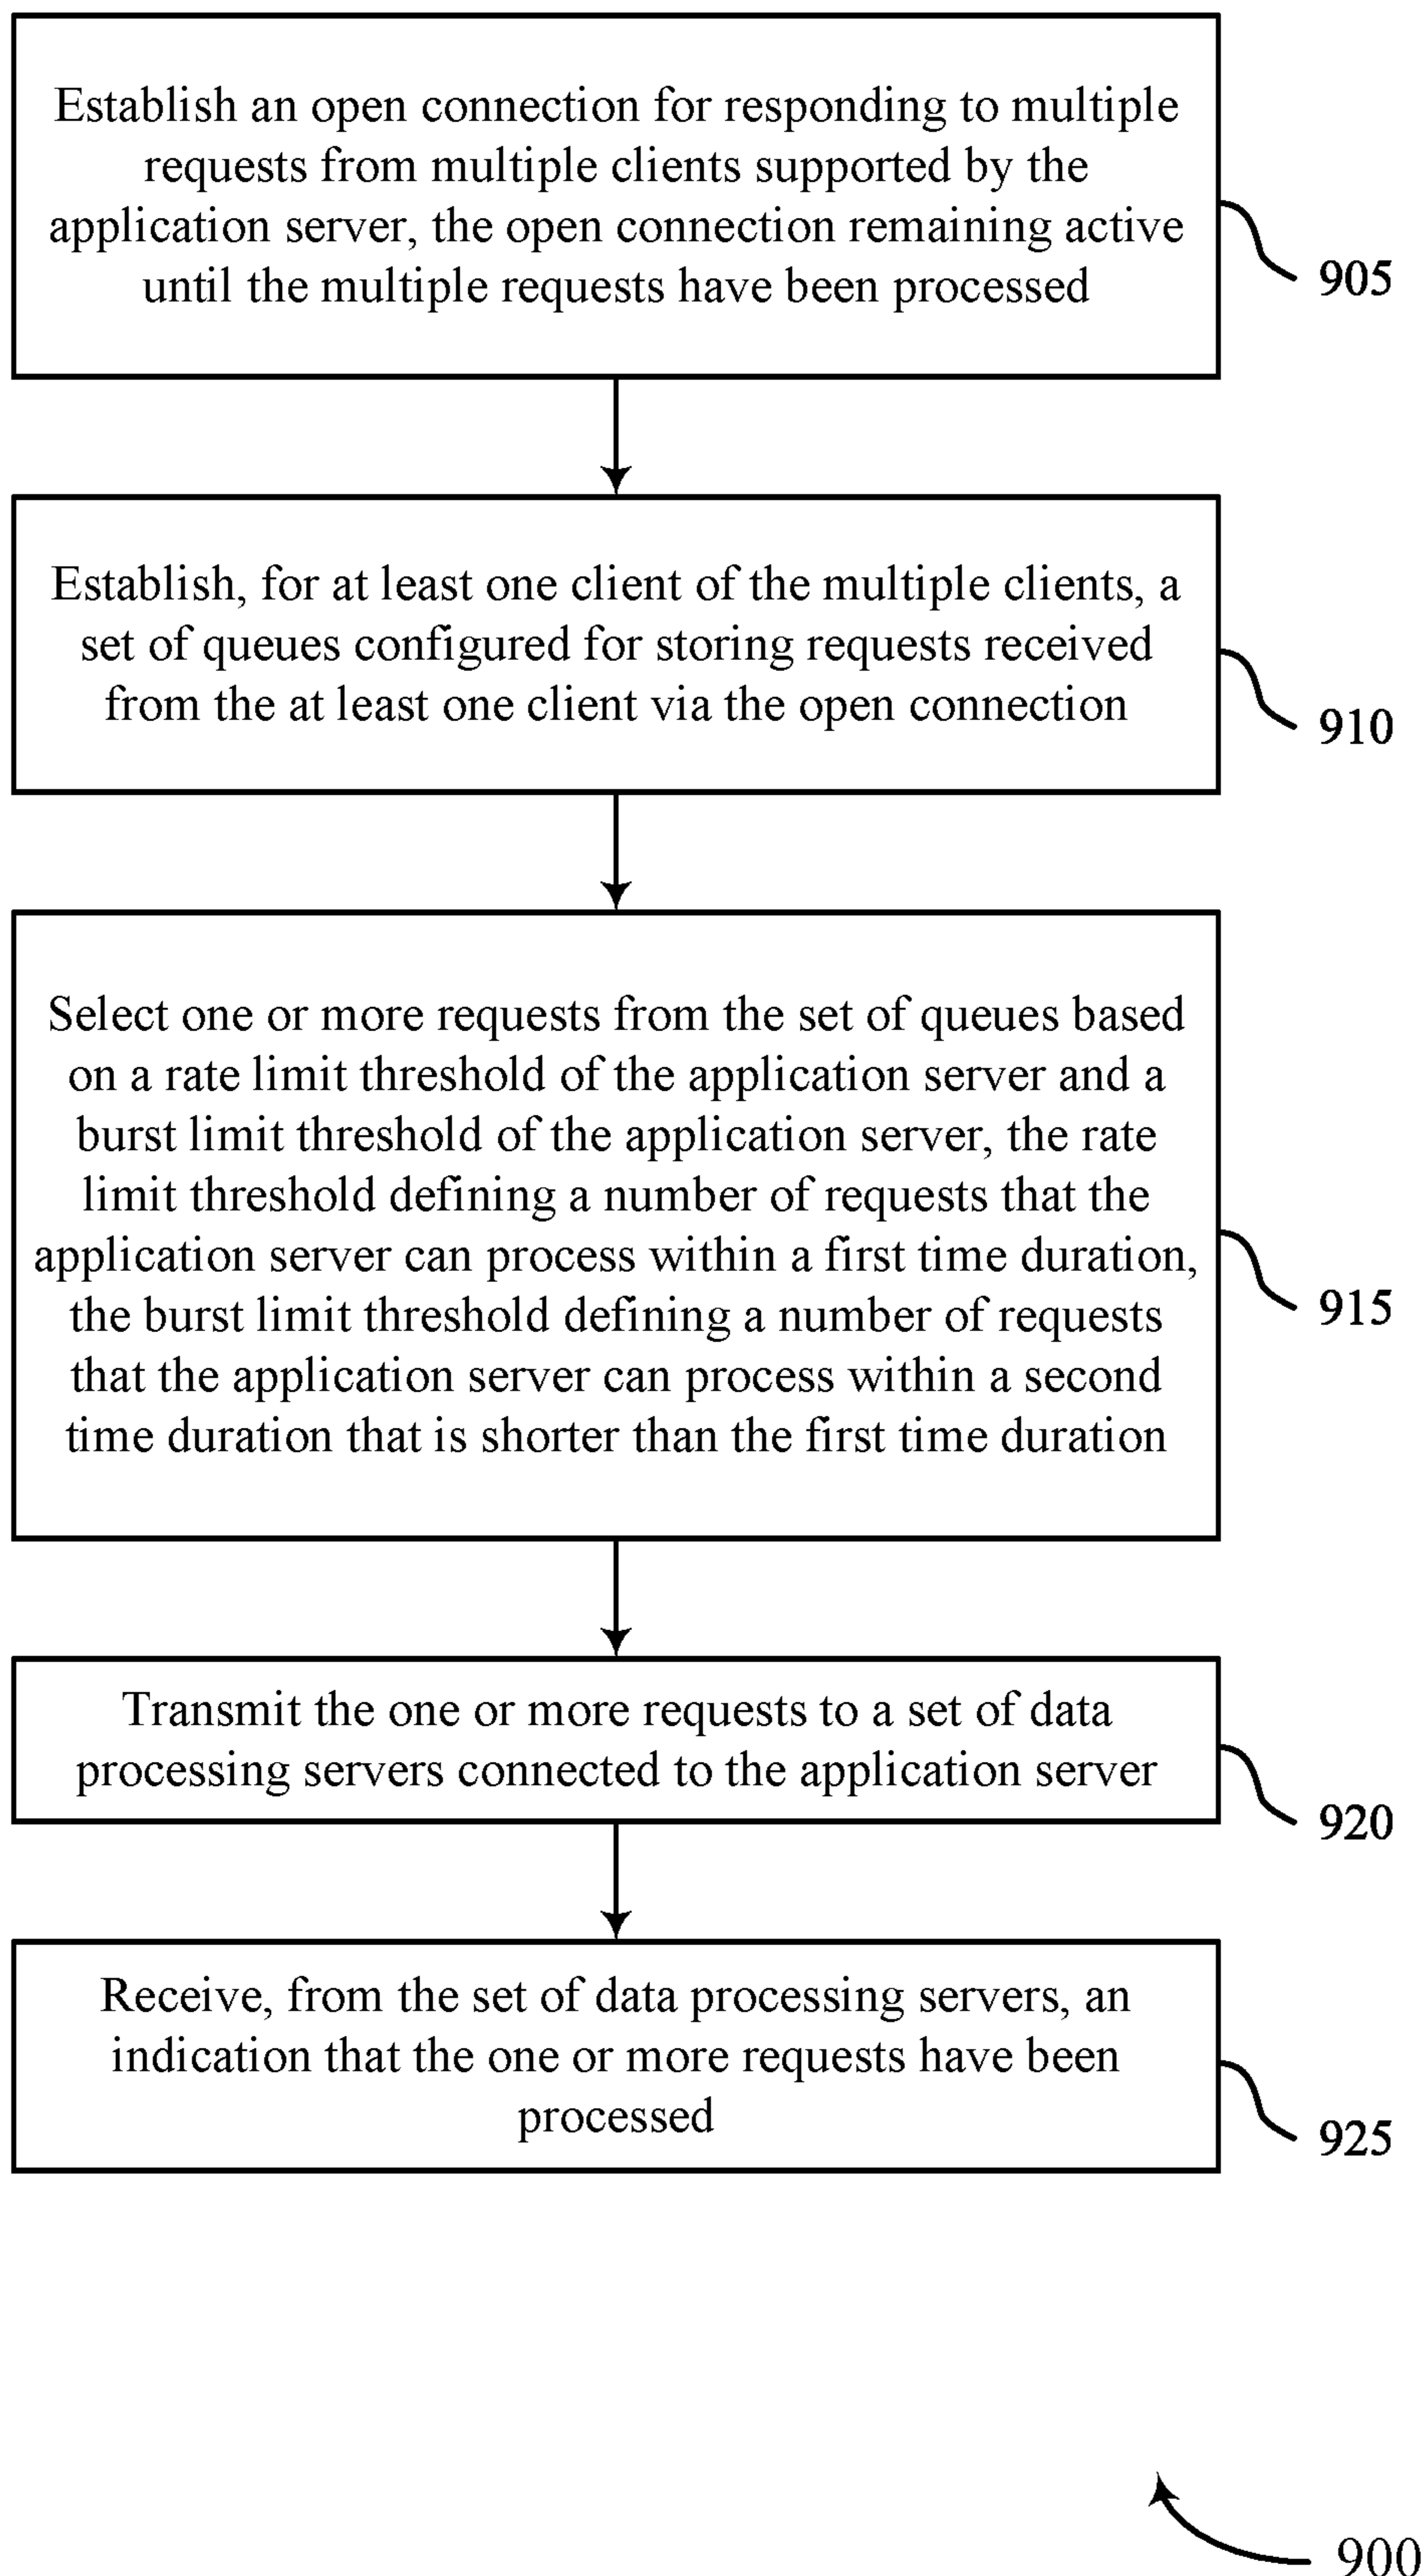 Establish an open connection for responding to multiple
requests from multiple clients supported by the
application server, the open connection remaining active
until the multiple requests have been processed
905
Establish, for at least one client of the multiple clients, a
set of queues configured for storing requests received
from the at least one client via the open connection
910
Select one or more requests from the set of queues based
on a rate limit threshold of the application server and a
burst limit threshold of the application server, the rate
limit threshold defining a number of requests that the
application server can process within a first time duration,
the burst limit threshold defining a number of requests
that the application server can process within a second
time duration that is shorter than the first time duration
915
Transmit the one or more requests to a set of data
processing servers connected to the application server
920
Receive, from the set of data processing servers, an
indication that the one or more requests have been
processed
925
900